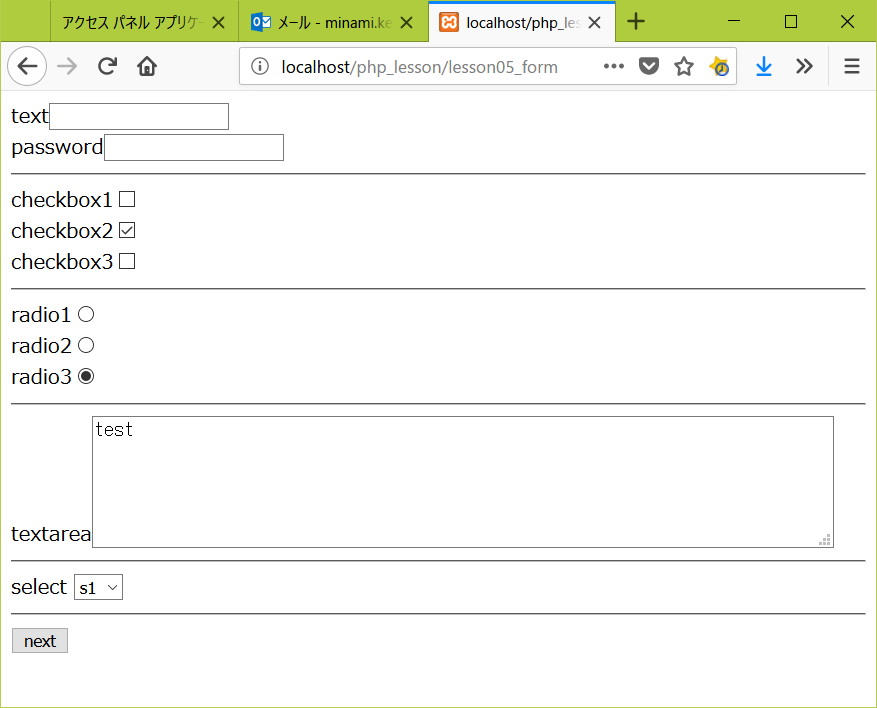 アクセス パネル アプリケー
メール - minami.ke
localhost/php_les
localhost/php_lesson/lesson05_form
text
password
checkbox1
checkbox2
checkbox3
radio1
radio2
radio3
test
textarea
select s1
next